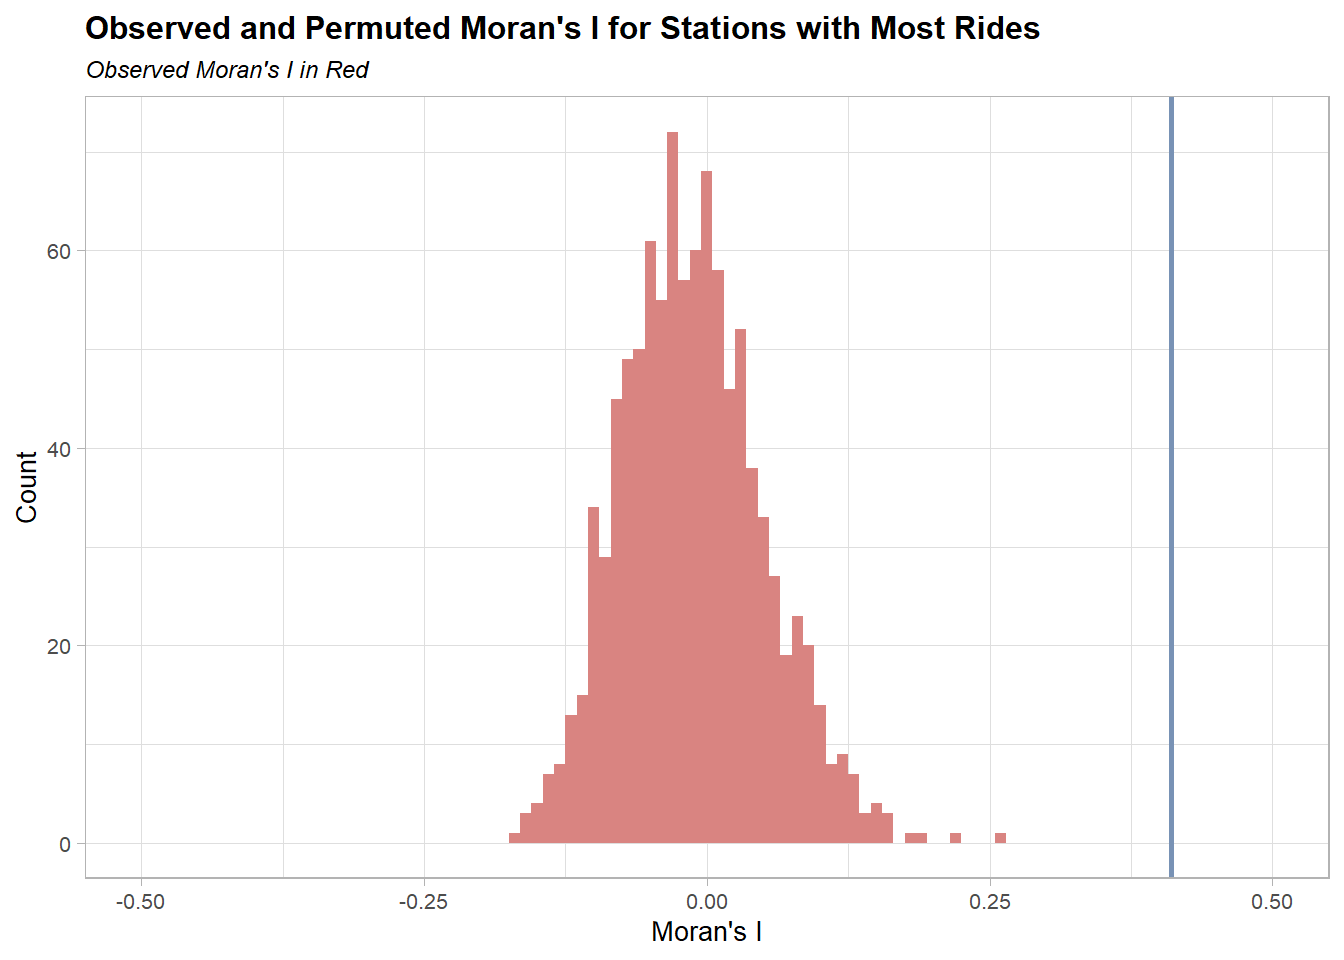 Observed and Permuted Moran's I for Stations with Most Rides
Observed Moran's I in Red
60
40
20
0
Count
-0.50
-0.25
0.00
0.25
0.50
Moran's I